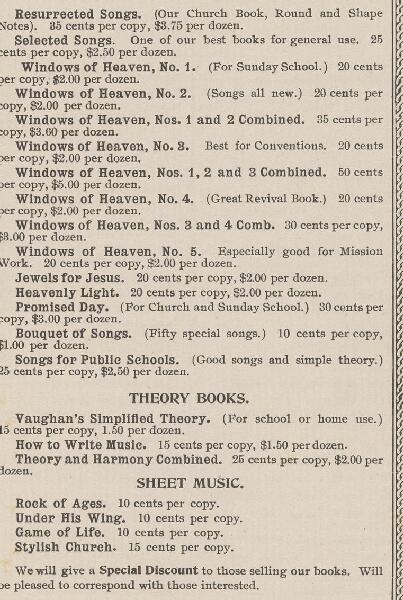 Resurrected Songs. (Our Church Book, Round and Shape
Notes). 35 cents per copy, $3.75 per dozen.
Selected Songs. One of our best books for general use. 25
cents per copy, $2.50 per dozen.
Windows of Heaven, No. 1. (For Sunday School.) 20 cents
per copy, $2.00 per dozen.
Windows of Heaven, No. 2. (Songs all new.) 20 cents per
copy, $2.00 per dozen.
Windows of Heaven, Nos. 1 and 2 Combined. 35 cents per
copy, $3.60 per dozen.
Windows of Heaven, No. 3. Best for Conventions. 20 cents
per copy, $2.00 per dozen.
Windows of Heaven, Nos. 1, 2 and 3 Combined. 50 cents
per copy, $5.00 per dozen.
Windows of Heaven, No. 4. (Great Revival Book.) 20 cents
per copy, $2.00 per dozen.
Windows of Heaven, Nos. 3 and 4 Comb. 30 cents per copy,
$3.00 per dozen.
Windows of Heaven, No. 5. Especially good for Mission
Work. 20 cents per copy, $2.00 per dozen.
Jewels for Jesus. 20 cents per copy, $2.00 per dozen.
Heavenly Light. 20 cents per copy, $2.00 per dozen.
Promised Day. (For Church and Sunday School.) 30 cents per
copy, $3.00 per dozen.
Bouquet of Songs. (Fifty special songs.) 10 cents per copy,
$1.00 per dozen.
Songs for Public Schools. (Good songs and simple theory.)
25 cents per copy, $2,50 per dozen.
THEORY BOOKS.
Vaughan's Simplified Theory. (For school or home use.)
15 cents per copy, 1.50 per dozen.
How to Write Music. 15 cents per copy, $1.50 per dozen.
Theory and Harmony Combined. 25 cents per copy, $2.00 per
dozen.
SHEET MUSIC.
Rock of Ages. 10 cents per copy.
Under His Wing. 10 cents per copy.
Game of Life. 10 cents per copy.
Stylish Church. 15 cents per copy.
We will give a Special Discount to those selling our books. Will
be pleased to correspond with those interested.